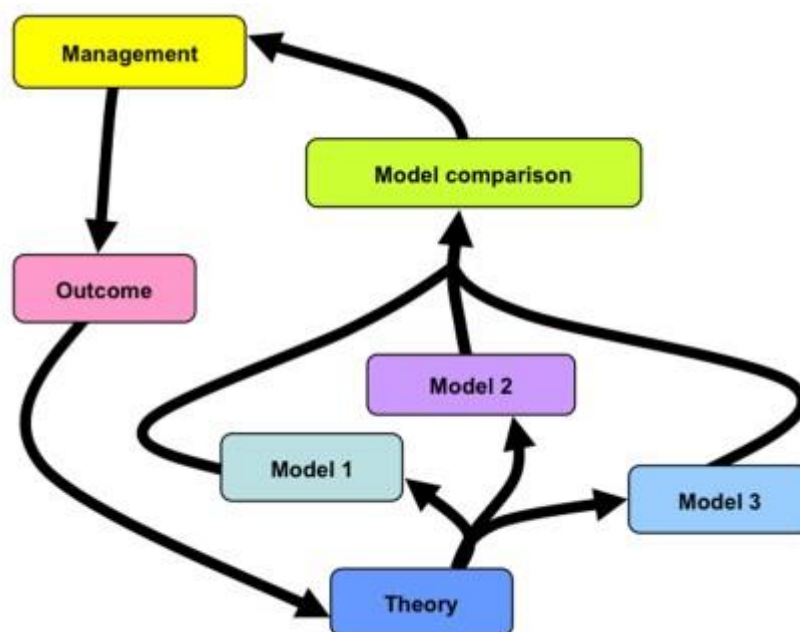 Management
Model comparison
Outcome
Model 2
Model 1
Model 3
Theory